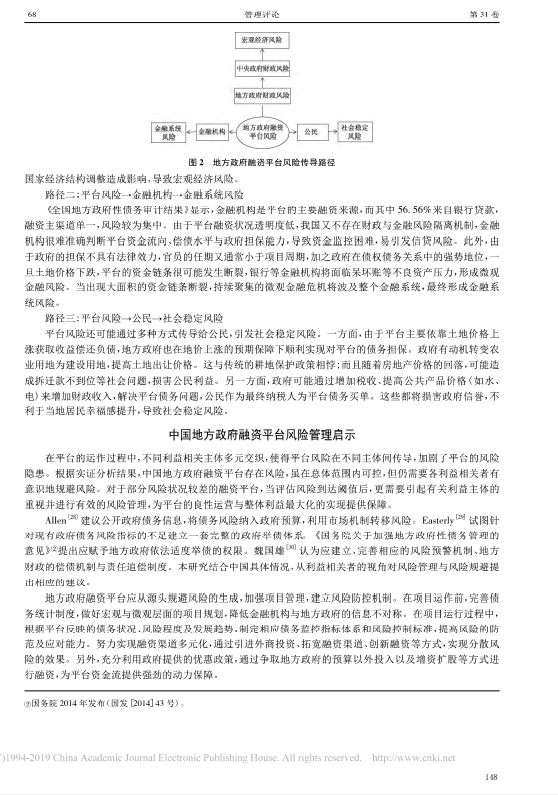 68 管理评论 第 31 卷
宏观经济风险
中央政府财政风险
地方政府财政风险
金融系统
风险
金融机构
地方政府融资
平台风险
公民
社会稳定
风险
图 2 地方政府融资平台风险传导路径
国家经济结构调整造成影响,导致宏观经济风险。
路径二:平台风险→金融机构→金融系统风险
《全国地方政府性债务审计结果》显示,金融机构是平台的主要融资来源,而其中 56. 56%来自银行贷款,
融资主渠道单一,风险较为集中。由于平台融资状况透明度低,我国又不存在财政与金融风险隔离机制,金融
机构很难准确判断平台资金流向、偿债水平与政府担保能力,导致资金监控困难,易引发信贷风险。此外,由
于政府的担保不具有法律效力,官员的任期又通常小于项目周期,加之政府在债权债务关系中的强势地位,一
旦土地价格下跌,平台的资金链条很可能发生断裂,银行等金融机构将面临呆坏账等不良资产压力,形成微观
金融风险。当出现大面积的资金链条断裂,持续聚集的微观金融危机将波及整个金融系统,最终形成金融系
统风险。
路径三:平台风险→公民→社会稳定风险
平台风险还可能通过多种方式传导给公民,引发社会稳定风险。一方面,由于平台主要依靠土地价格上
涨获取收益偿还负债,地方政府也在地价上涨的预期保障下顺利实现对平台的债务担保。政府有动机转变农
业用地为建设用地,提高土地出让价格。这与传统的耕地保护政策相悖;而且随着房地产价格的回落,可能造
成拆迁款不到位等社会问题,损害公民利益。另一方面,政府可能通过增加税收、提高公共产品价格(如水、
电)来增加财政收入,解决平台债务问题,公民作为最终纳税人为平台债务买单。这些都将损害政府信誉,不
利于当地居民幸福感提升,导致社会稳定风险。
中国地方政府融资平台风险管理启示
在平台的运作过程中,不同利益相关主体多元交织,使得平台风险在不同主体间传导,加剧了平台的风险
隐患。根据实证分析结果,中国地方政府融资平台存在风险,虽在总体范围内可控,但仍需要各利益相关者有
意识地规避风险。对于部分风险状况较差的融资平台,当评估风险到达阈值后,更需要引起有关利益主体的
重视并进行有效的风险管理,为平台的良性运营与整体利益最大化的实现提供保障。
Allen[28]建议公开政府债务信息,将债务风险纳入政府预算,利用市场机制转移风险。Easterly[29]试图针
对现有政府债务风险指标的不足建立一套完整的政府举债体系。《国务院关于加强地方政府性债务管理的
意见》②提出应赋予地方政府依法适度举债的权限。魏国雄[30]认为应建立、完善相应的风险预警机制、地方
财政的偿债机制与责任追偿制度。本研究结合中国具体情况,从利益相关者的视角对风险管理与风险规避提
出相应的建议。
地方政府融资平台应从源头规避风险的生成,加强项目管理,建立风险防控机制。在项目运作前,完善债
务统计制度,做好宏观与微观层面的项目规划,降低金融机构与地方政府的信息不对称。在项目运行过程中,
根据平台反映的债务状况、风险程度及发展趋势,制定相应债务监控指标体系和风险控制标准,提高风险的防
范及应对能力。努力实现融资渠道多元化,通过引进外商投资、拓宽融资渠道、创新融资等方式,实现分散风
险的效果。另外,充分利用政府提供的优惠政策,通过争取地方政府的预算以外投入以及增资扩股等方式进
行融资,为平台资金流提供强劲的动力保障。
②国务院 2014 年发布(国发[2014]43 号)。
)1994-2019 China Academic Journal Electronic Publishing House. All rights reserved. http://www.cnki.net
148